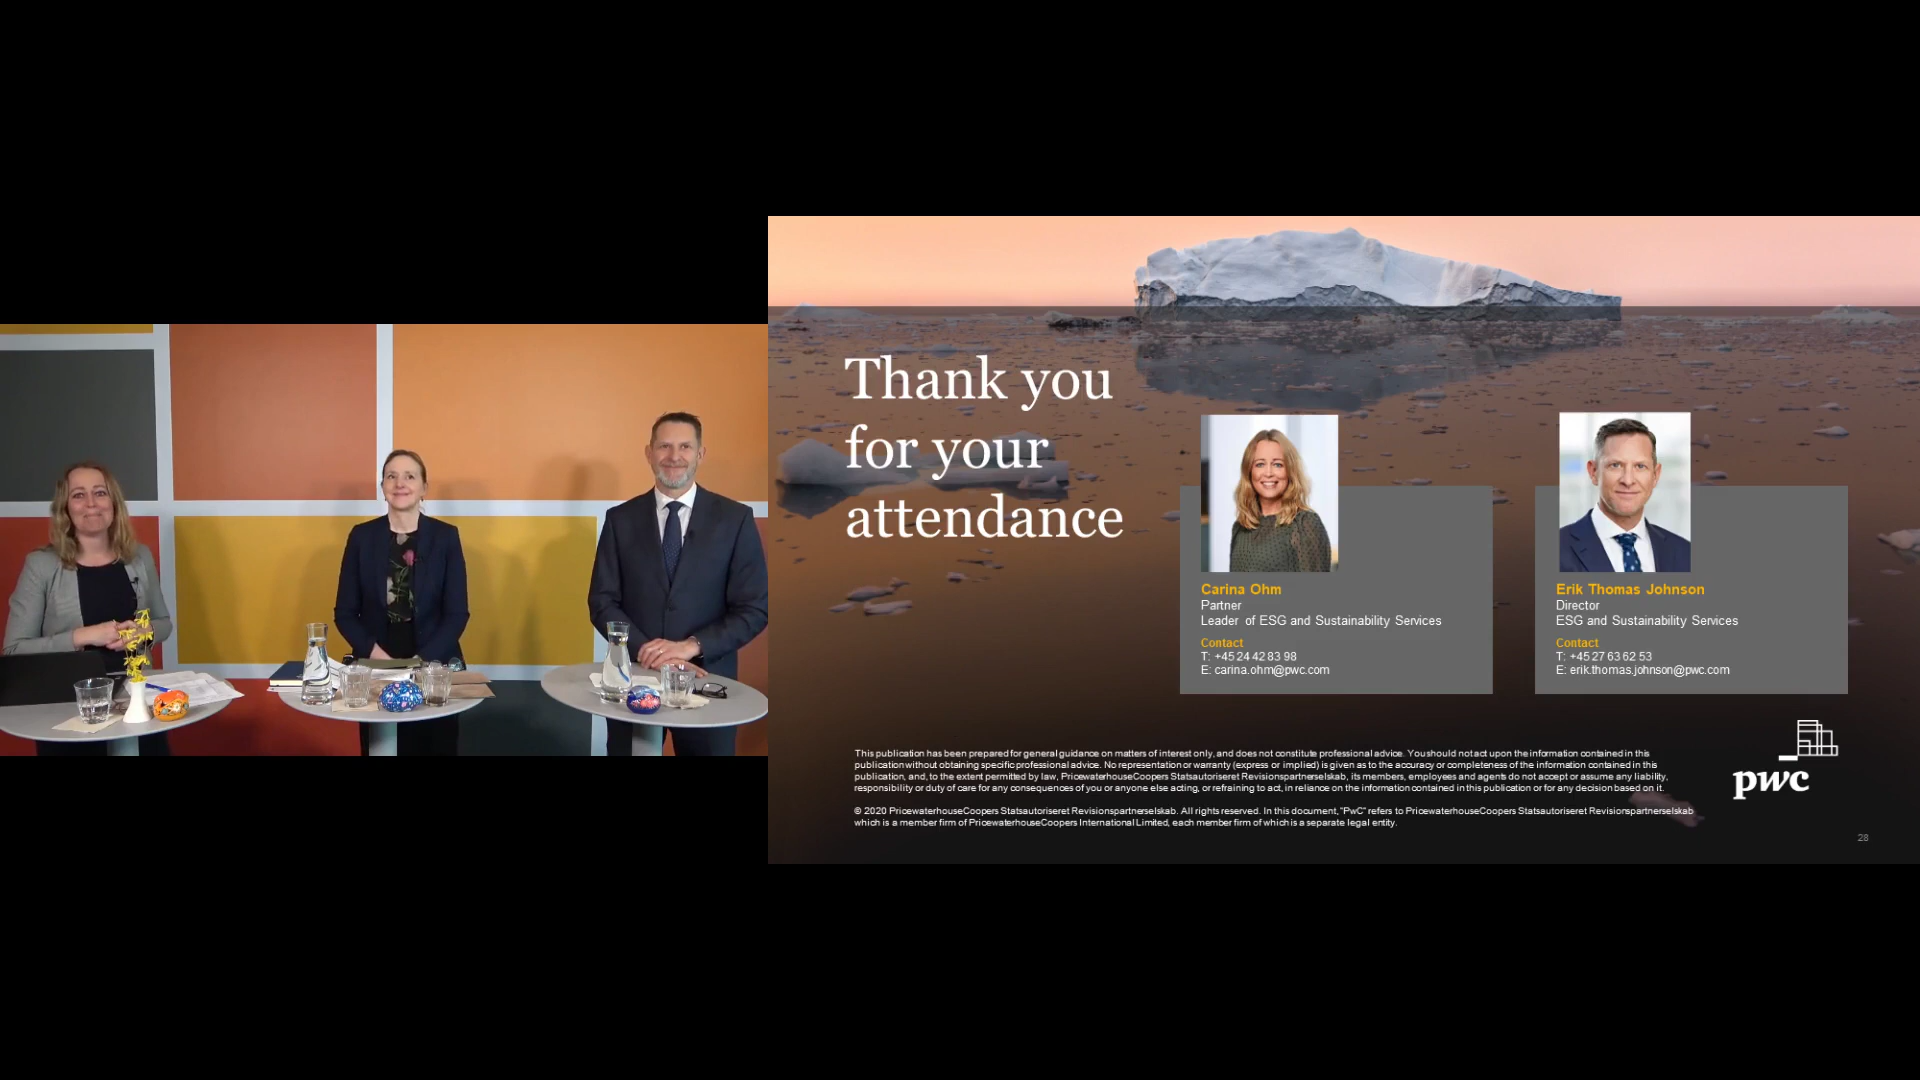 Thank you
for your
attendance
Carina Ohm
Partner
Leader of ESG and Sustainability Services
Contact
T: +45 24 42 83 98
E: carina.ohm@pwc.com
Erik Thomas Johnson
Director
ESG and Sustainability Services
Contact
T: +45 27 63 62 53
E: erik.thomas.johnson@pwc.com
This publication has been prepared for general guidance on matters of interest only, and does not constitute professional advice. You should not act upon the information contained in this
publication without obtaining specific professional advice. No representation or warranty (express or implied) is given as to the accuracy or completeness of the information contained in this
publication, and, to the extent permitted by law, PricewaterhouseCoopers Statsautoriseret Revisionspartnerselskab, its members, employees and agents do not accept or assume any liability,
responsibility or duty of care for any consequences of you or anyone else acting, or refraining to act, in reliance on the information contained in this publication or for any decision based on it.
© 2020 PricewaterhouseCoopers Statsautoriseret Revisionspartnerselskab. All rights reserved. In this document, "PwC" refers to PricewaterhouseCoopers Statsautoriseret Revisionspartnerselskab
which is a member firm of PricewaterhouseCoopers International Limited, each member firm of which is a separate legal entity.
pwc
28